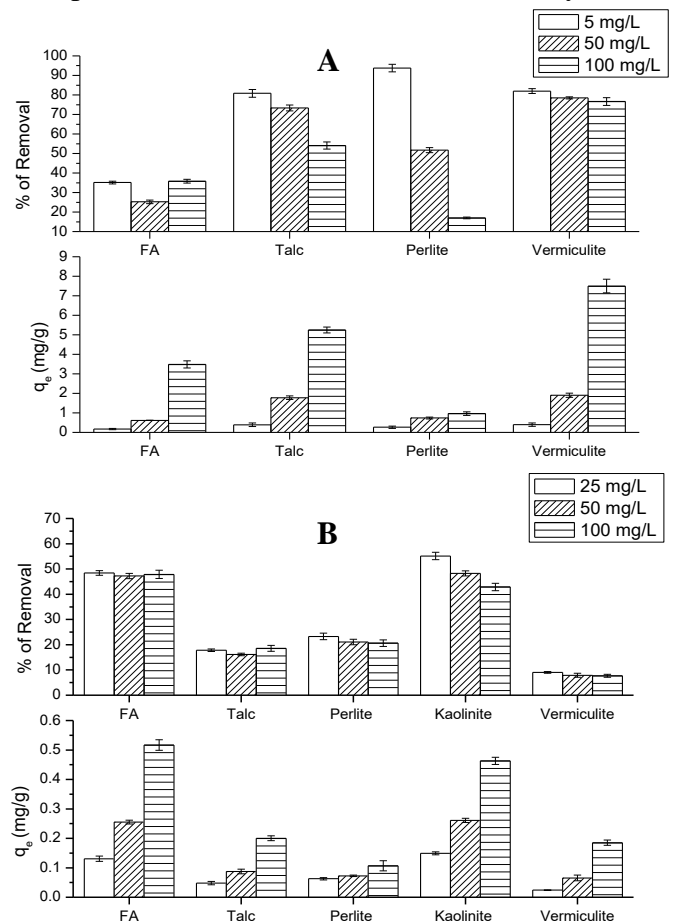 5 mg/L
50 mg/L
100 mg/L
A
100
90
80
70
60
50
40
30
20
10
% of Removal
FA Talc Perlite Vermiculite
9
8
7
6
5
4
3
2
1
0
qe (mg/g)
FA Talc Perlite Vermiculite
25 mg/L
50 mg/L
100 mg/L
B
70
60
50
40
30
20
10
0
% of Removal
FA Talc Perlite Kaolinite Vermiculite
0.6
0.5
0.4
0.3
0.2
0.1
0.0
qe (mg/g)
FA Talc Perlite Kaolinite Vermiculite